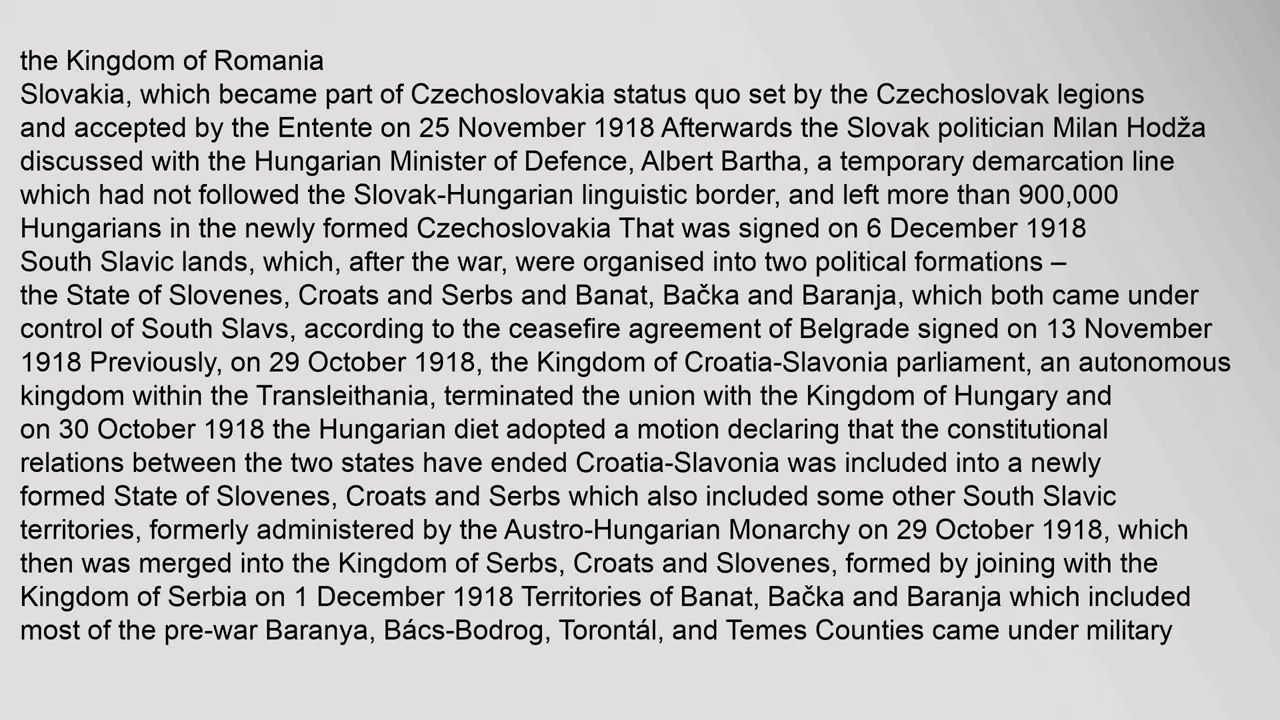 the Kingdom of Romania
Slovakia, which became part of Czechoslovakia status quo set by the Czechoslovak legions
and accepted by the Entente on 25 November 1918 Afterwards the Slovak politician Milan Hodža
discussed with the Hungarian Minister of Defence, Albert Bartha, a temporary demarcation line
which had not followed the Slovak-Hungarian linguistic border, and left more than 900,000
Hungarians in the newly formed Czechoslovakia That was signed on 6 December 1918
South Slavic lands, which, after the war, were organised into two political formations –
the State of Slovenes, Croats and Serbs and Banat, Bačka and Baranja, which both came under
control of South Slavs, according to the ceasefire agreement of Belgrade signed on 13 November
1918 Previously, on 29 October 1918, the Kingdom of Croatia-Slavonia parliament, an autonomous
kingdom within the Transleithania, terminated the union with the Kingdom of Hungary and
on 30 October 1918 the Hungarian diet adopted a motion declaring that the constitutional
relations between the two states have ended Croatia-Slavonia was included into a newly
formed State of Slovenes, Croats and Serbs which also included some other South Slavic
territories, formerly administered by the Austro-Hungarian Monarchy on 29 October 1918, which
then was merged into the Kingdom of Serbs, Croats and Slovenes, formed by joining with the
Kingdom of Serbia on 1 December 1918 Territories of Banat, Bačka and Baranja which included
most of the pre-war Baranya, Bács-Bodrog, Torontál, and Temes Counties came under military